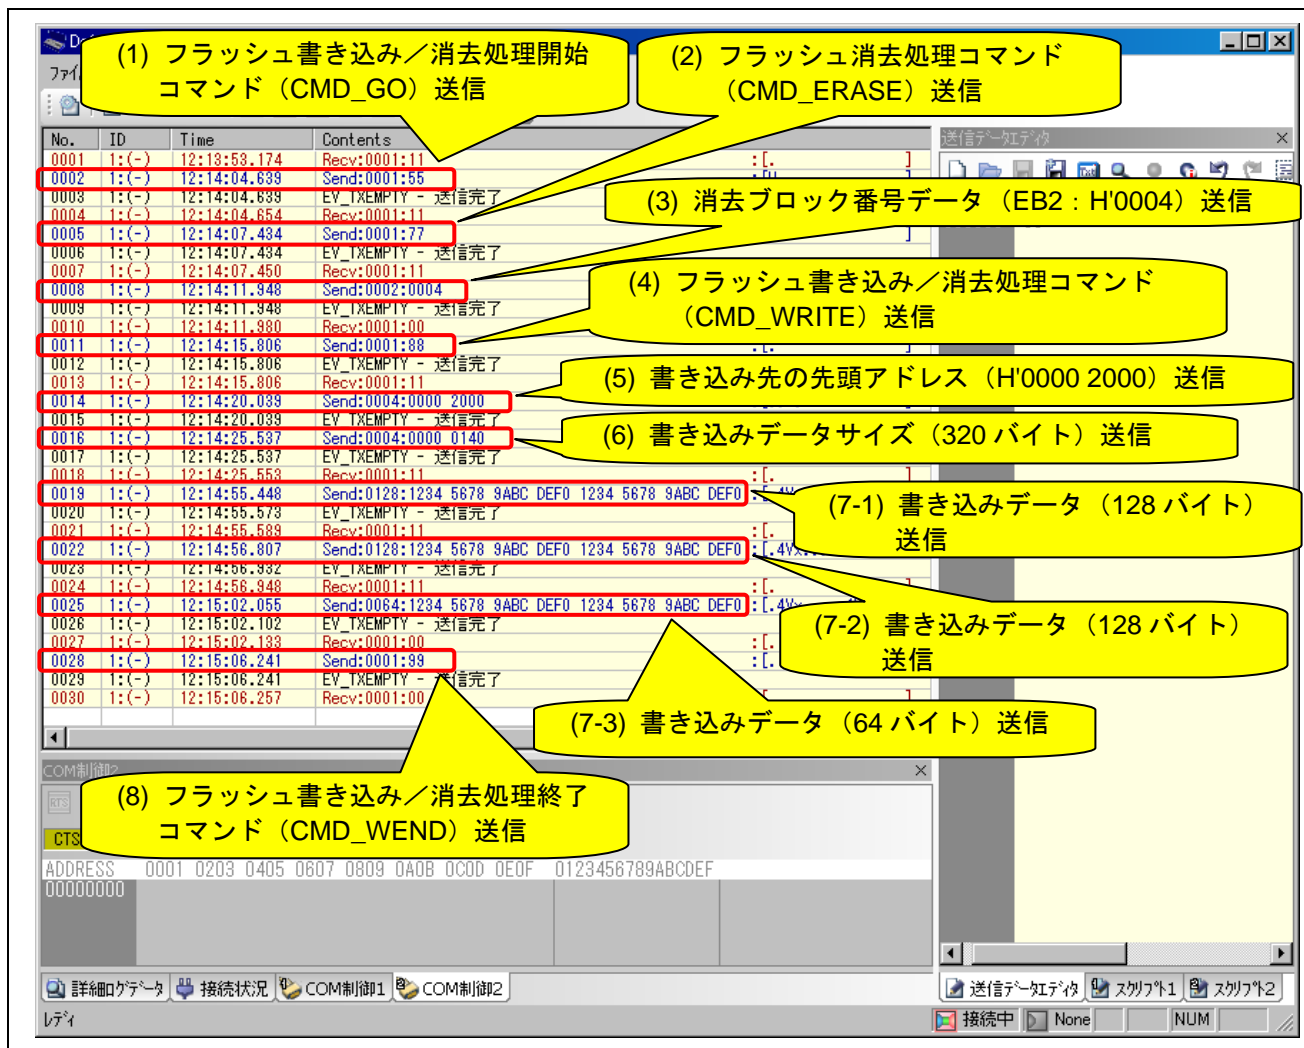 (1) フラッシュ書き込み／消去処理開始
コマンド（CMD_GO）送信
(2) フラッシュ消去処理コマンド
（CMD_ERASE）送信
No. ID Time Contents
送信ﾃﾞｰﾀｴﾃﾞｨﾀ
0001 1:(-) 12:13:53.174 Recv:0001:11 :[. ]
0002 1:(-) 12:14:04.639 Send:0001:55
0003 1:(-) 12:14:04.639 EV_TXEMPTY - 送信完了
(3) 消去ブロック番号データ（EB2：H'0004）送信
0004 1:(-) 12:14:04.654 Recv:0001:11
0005 1:(-) 12:14:07.434 Send:0001:77 ]
0006 1:(-) 12:14:07.434 EV_TXEMPTY - 送信完了
0007 1:(-) 12:14:07.450 Recv:0001:11
0008 1:(-) 12:14:11.948 Send:0002:0004
(4) フラッシュ書き込み／消去処理コマンド
（CMD_WRITE）送信
0009 1:(-) 12:14:11.948 EV_TXEMPTY - 送信完了
0010 1:(-) 12:14:11.980 Recv:0001:00
0011 1:(-) 12:14:15.806 Send:0001:88 :[. ]
0012 1:(-) 12:14:15.806 EV_TXEMPTY - 送信完了
0013 1:(-) 12:14:15.806 Recv:0001:11
(5) 書き込み先の先頭アドレス（H'0000 2000）送信
0014 1:(-) 12:14:20.039 Send:0004:0000 2000
0015 1:(-) 12:14:20.039 EV_TXEMPTY - 送信完了
0016 1:(-) 12:14:25.537 Send:0004:0000 0140
(6) 書き込みデータサイズ（320 バイト）送信
0017 1:(-) 12:14:25.537 EV_TXEMPTY - 送信完了
0018 1:(-) 12:14:25.553 Recv:0001:11 :[. ]
0019 1:(-) 12:14:55.448 Send:0128:1234 5678 9ABC DEF0 1234 5678 9ABC DEF0 :[.4V
(7-1) 書き込みデータ（128 バイト）
送信
0020 1:(-) 12:14:55.573 EV_TXEMPTY - 送信完了
0021 1:(-) 12:14:55.589 Recv:0001:11 :[.
0022 1:(-) 12:14:56.807 Send:0128:1234 5678 9ABC DEF0 1234 5678 9ABC DEF0 :[.4Vx.
0023 1:(-) 12:14:56.932 EV_TXEMPTY - 送信完了
0024 1:(-) 12:14:56.948 Recv:0001:11 :[. ]
0025 1:(-) 12:15:02.055 Send:0064:1234 5678 9ABC DEF0 1234 5678 9ABC DEF0 :[.4Vx
(7-2) 書き込みデータ（128 バイト）
送信
0026 1:(-) 12:15:02.102 EV_TXEMPTY - 送信完了
0027 1:(-) 12:15:02.133 Recv:0001:00 :[.
0028 1:(-) 12:15:06.241 Send:0001:99 :[.
0029 1:(-) 12:15:06.241 EV_TXEMPTY - 送信完了
0030 1:(-) 12:15:06.257 Recv:0001:00 ]
(7-3) 書き込みデータ（64 バイト）送信
COM制御2
(8) フラッシュ書き込み／消去処理終了
コマンド（CMD_WEND）送信
RTS
CTS
ADDRESS 0001 0203 0405 0607 0809 0A0B 0C0D 0E0F 0123456789ABCDEF
00000000
詳細ﾛｸﾞﾃﾞｰﾀ 接続状況 COM制御1 COM制御2
送信ﾃﾞｰﾀｴﾃﾞｨﾀ ｽｸﾘﾌﾟﾄ1 ｽｸﾘﾌﾟﾄ2
ﾚﾃﾞｨ 接続中 None NUM